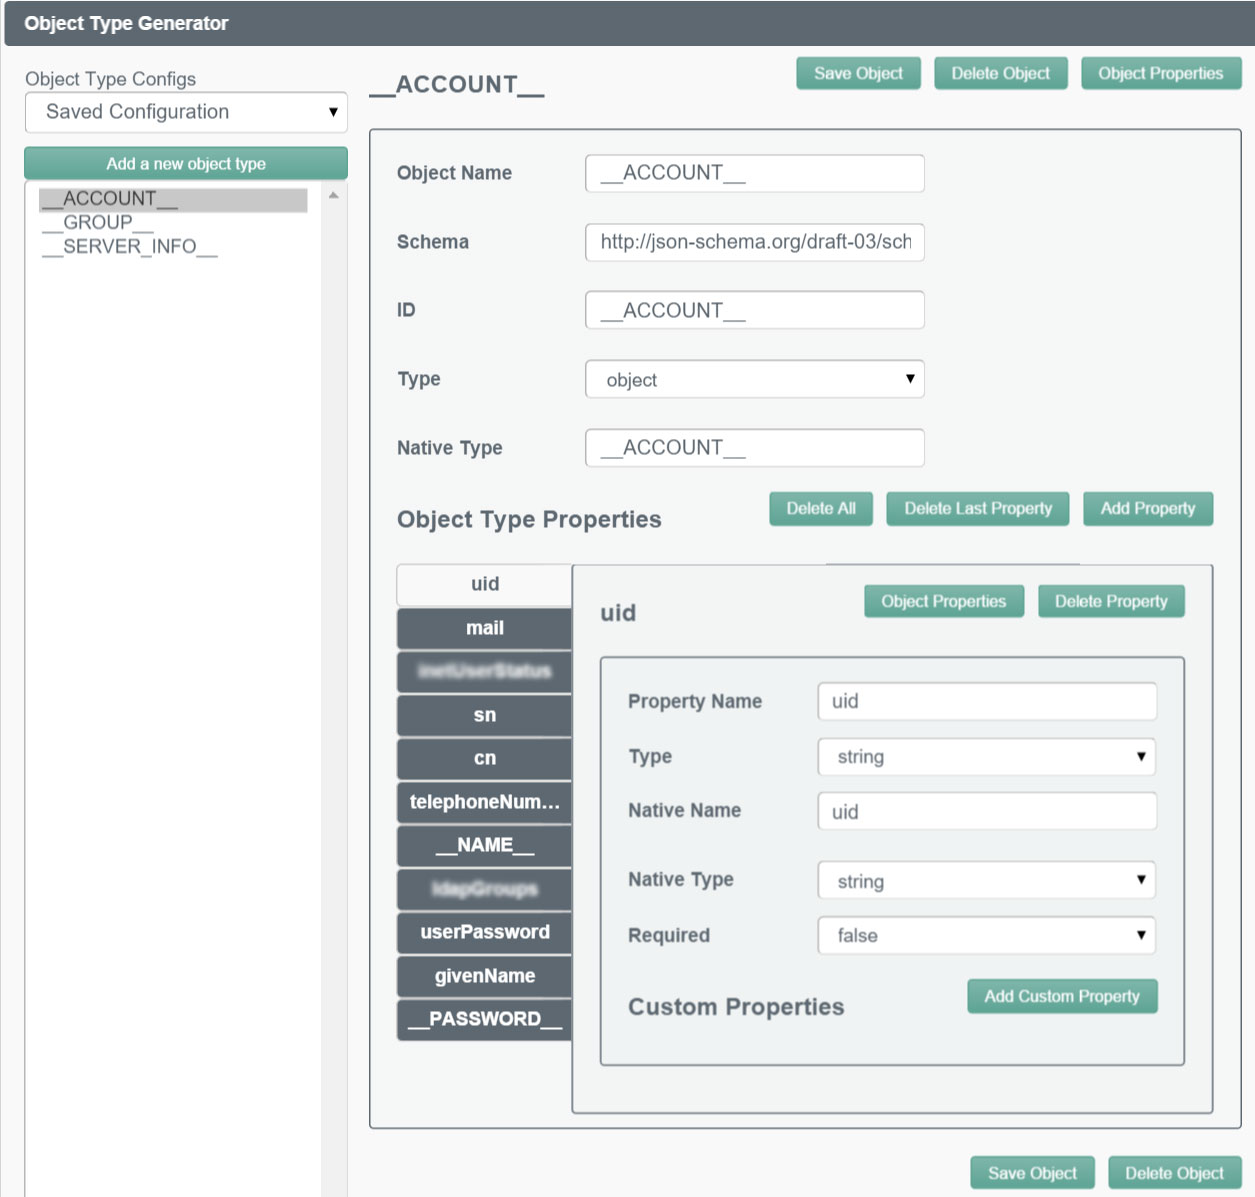 Object Type Generator
Object Type Configs
Saved Configuration
Add a new object type
__ACCOUNT__
__GROUP__
__SERVER_INFO__
__ACCOUNT__
Save Object
Delete Object
Object Properties
Object Name
__ACCOUNT__
Schema
http://json-schema.org/draft-03/sch
ID
__ACCOUNT__
Type
object
Native Type
__ACCOUNT__
Object Type Properties
Delete All
Delete Last Property
Add Property
uid
mail
inetUserStatus
sn
cn
telephoneNum...
__NAME__
ldapGroups
userPassword
givenName
__PASSWORD__
uid
Object Properties
Delete Property
Property Name
uid
Type
string
Native Name
uid
Native Type
string
Required
false
Custom Properties
Add Custom Property
Save Object
Delete Object